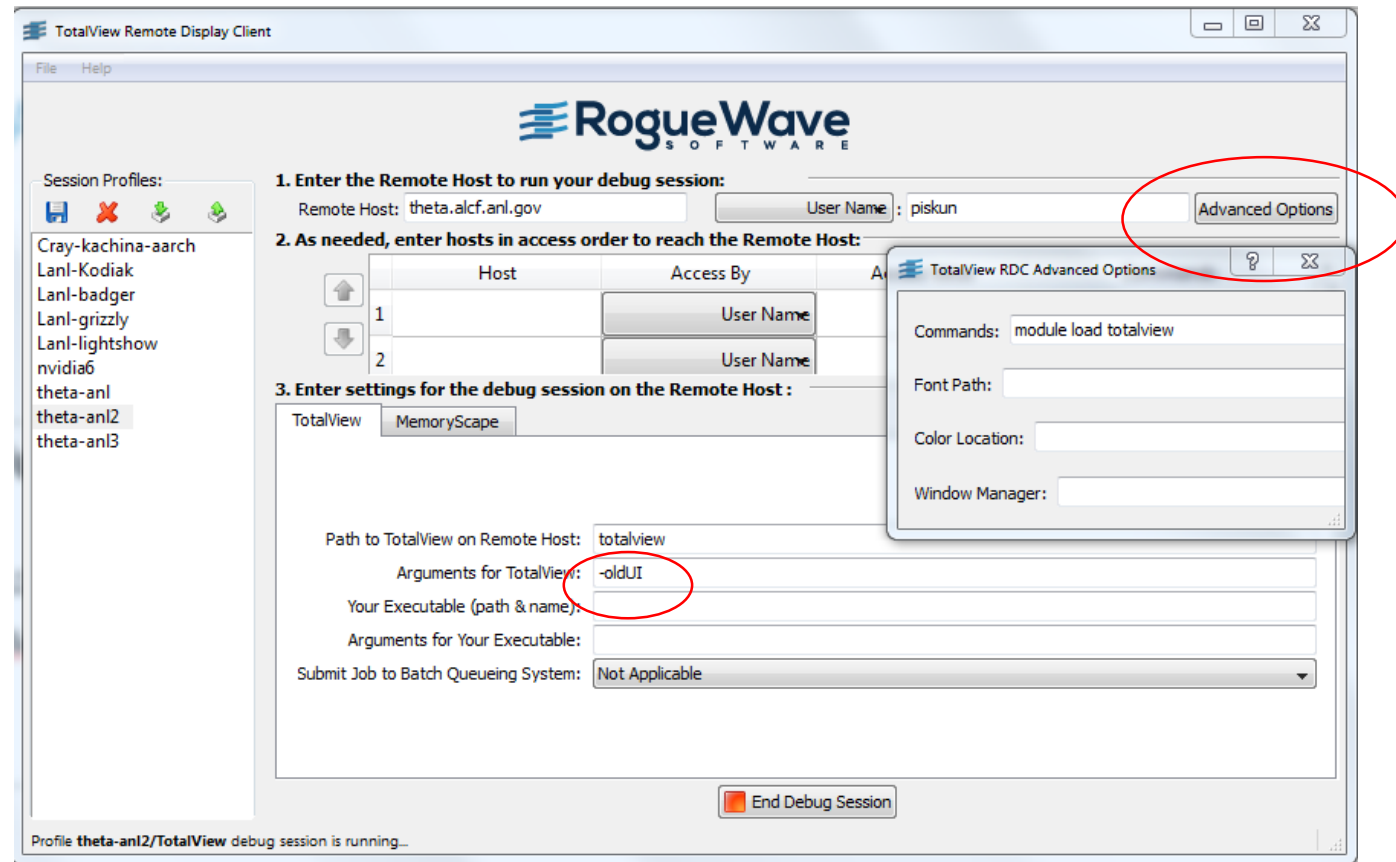 TotalView Remote Display Client
File Help
RogueWave
SOFTWARE
Session Profiles:
1. Enter the Remote Host to run your debug session:
Remote Host: theta.alcf.anl.gov User Name : piskun Advanced Options
2. As needed, enter hosts in access order to reach the Remote Host:
Host Access By
1 User Name
2 User Name
Cray-kachina-aarch
Lanl-Kodiak
Lanl-badger
Lanl-grizzly
Lanl-lightshow
nvidia6
theta-anl
theta-anl2
theta-anl3
TotalView RDC Advanced Options
Commands: module load totalview
Font Path:
Color Location:
Window Manager:
3. Enter settings for the debug session on the Remote Host :
TotalView MemoryScape
Path to TotalView on Remote Host: totalview
Arguments for TotalView: -oldUI
Your Executable (path & name):
Arguments for Your Executable:
Submit Job to Batch Queueing System: Not Applicable
End Debug Session
Profile theta-anl2/TotalView debug session is running...